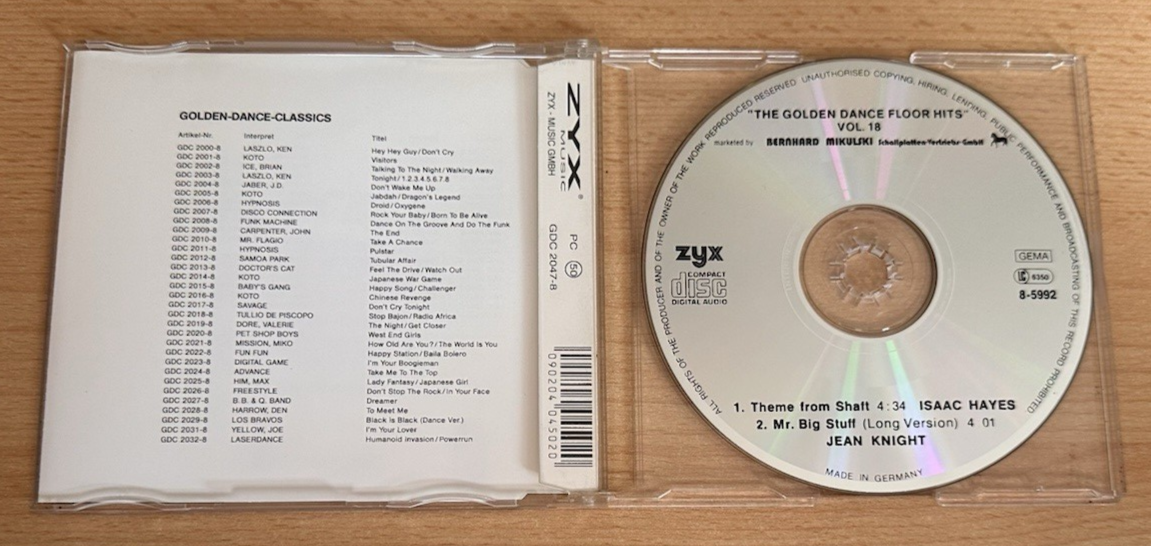 GOLDEN-DANCE-CLASSICS
Artikel-Nr. Interpret Titel
GDC 2000-8 LASZLO, KEN Hey Hey Guy/Don't Cry
GDC 2001-8 KOTO Visitors
GDC 2002-8 ICE, BRIAN Talking To The Night/Walking Away
GDC 2003-8 LASZLO, KEN Tonight/1.2.3.4.5.6.7.8
GDC 2004-8 JABER, J.D. Don't Wake Me Up
GDC 2005-8 KOTO Jabdah/Dragon's Legend
GDC 2006-8 HYPNOSIS Droid/Oxygene
GDC 2007-8 DISCO CONNECTION Rock Your Baby/Born To Be Alive
GDC 2008-8 FUNK MACHINE Dance On The Groove And Do The Funk
GDC 2009-8 CARPENTER, JOHN The End
GDC 2010-8 MR. FLAGIO Take A Chance
GDC 2011-8 HYPNOSIS Pulstar
GDC 2012-8 SAMOA PARK Tubular Affair
GDC 2013-8 DOCTOR'S CAT Feel The Drive/Watch Out
GDC 2014-8 KOTO Japanese War Game
GDC 2015-8 BABY'S GANG Happy Song/Challenger
GDC 2016-8 KOTO Chinese Revenge
GDC 2017-8 SAVAGE Don't Cry Tonight
GDC 2018-8 TULLIO DE PISCOPO Stop Bajon/Radio Africa
GDC 2019-8 DORE, VALERIE The Night/Get Closer
GDC 2020-8 PET SHOP BOYS West End Girls
GDC 2021-8 MISSION, MIKO How Old Are You?/The World Is You
GDC 2022-8 FUN FUN Happy Station/Baila Bolero
GDC 2023-8 DIGITAL GAME I'm Your Boogieman
GDC 2024-8 ADVANCE Take Me To The Top
GDC 2025-8 HIM, MAX Lady Fantasy/Japanese Girl
GDC 2026-8 FREESTYLE Don't Stop The Rock/In Your Face
GDC 2027-8 B.B. & Q. BAND Dreamer
GDC 2028-8 HARROW, DEN To Meet Me
GDC 2029-8 LOS BRAVOS Black Is Black (Dance Ver.)
GDC 2031-8 YELLOW, JOE I'm Your Lover
GDC 2032-8 LASERDANCE Humanoid Invasion/Powerrun
ZYX MUSIC®
ZYX - MUSIC GMBH
PC 59
GDC 2047-8
090204 045020
ALL RIGHTS OF THE PRODUCER AND OF THE OWNER OF THE WORK REPRODUCED RESERVED. UNAUTHORISED COPYING, HIRING, LENDING, PUBLIC PERFORMANCE AND BROADCASTING OF THIS RECORD PROHIBITED
"THE GOLDEN DANCE FLOOR HITS"
VOL. 18
marketed by BERNHARD MIKULSKI Schallplatten-Vertriebs-GmbH
zyx
COMPACT
disc
DIGITAL AUDIO
GEMA
LC 6350
8-5992
1. Theme from Shaft 4:34 ISAAC HAYES
2. Mr. Big Stuff (Long Version) 4 01
JEAN KNIGHT
MADE IN GERMANY